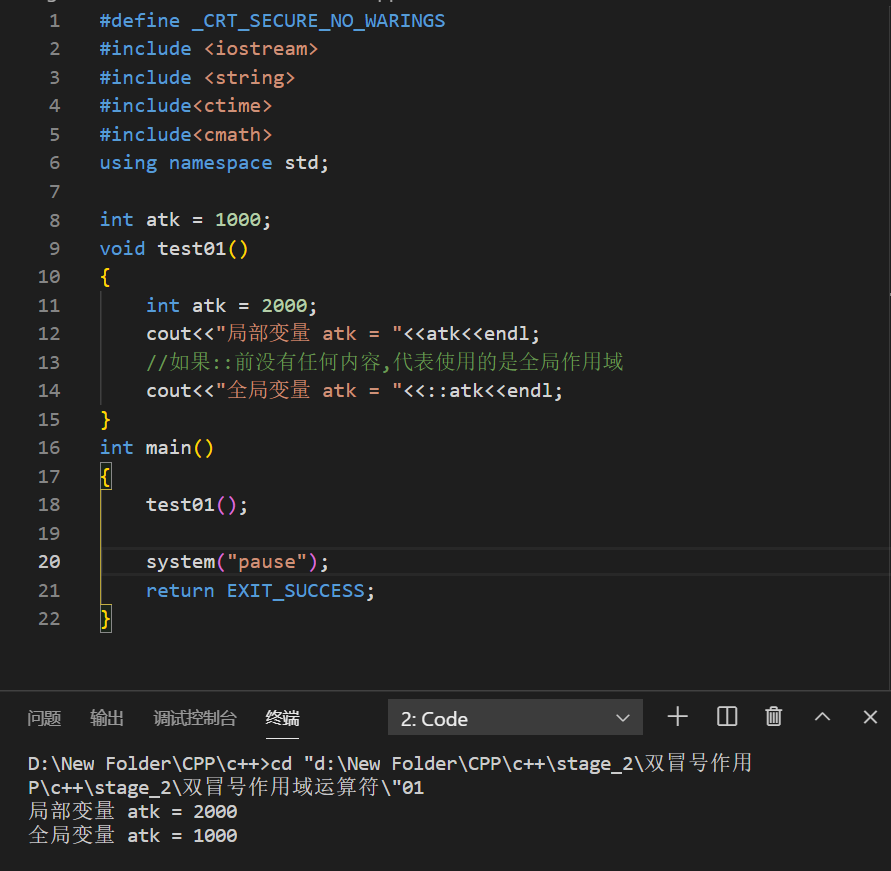 1 #define _CRT_SECURE_NO_WARINGS
2 #include <iostream>
3 #include <string>
4 #include<ctime>
5 #include<cmath>
6 using namespace std;
7
8 int atk = 1000;
9 void test01()
10 {
11 int atk = 2000;
12 cout<<"局部变量 atk = "<<atk<<endl;
13 //如果::前没有任何内容,代表使用的是全局作用域
14 cout<<"全局变量 atk = "<<::atk<<endl;
15 }
16 int main()
17 {
18 test01();
19
20 system("pause");
21 return EXIT_SUCCESS;
22 }
问题 输出 调试控制台 终端 2: Code
D:\New Folder\CPP\c++>cd "d:\New Folder\CPP\c++\stage_2\双冒号作用
P\c++\stage_2\双冒号作用域运算符\"01
局部变量 atk = 2000
全局变量 atk = 1000